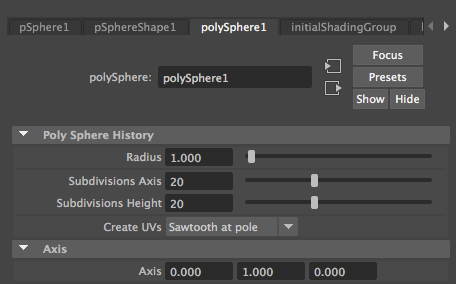 pSphere1 pSphereShape1 polySphere1 initialShadingGroup
Focus
polySphere: polySphere1 Presets
Show Hide
Poly Sphere History
Radius 1.000
Subdivisions Axis 20
Subdivisions Height 20
Create UVs Sawtooth at pole
Axis
Axis 0.000 1.000 0.000